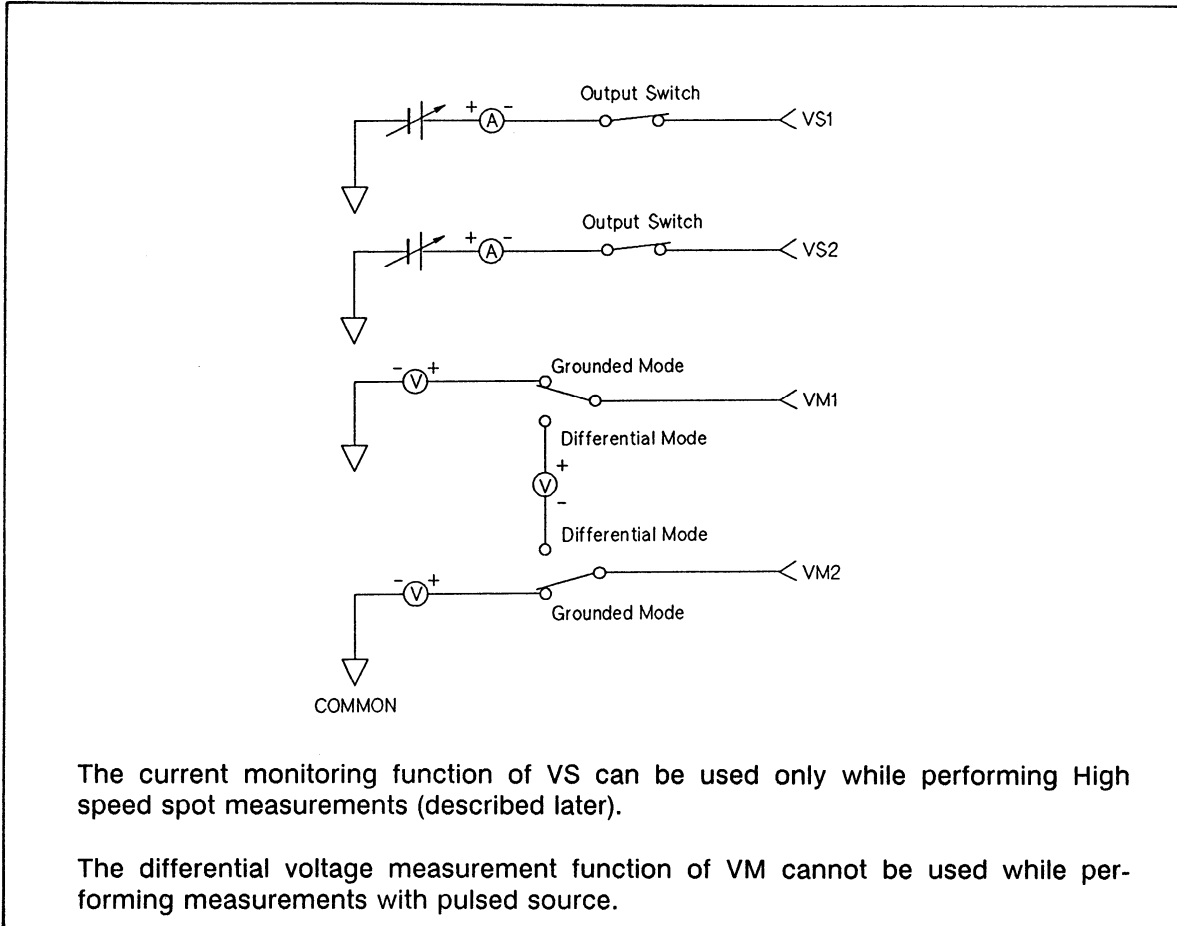 Output Switch
+ A - VS1
Output Switch
+ A - VS2
Grounded Mode
- V + VM1
Differential Mode
+
V
-
Differential Mode
VM2
- V +
Grounded Mode
COMMON
The current monitoring function of VS can be used only while performing High
speed spot measurements (described later).
The differential voltage measurement function of VM cannot be used while per-
forming measurements with pulsed source.